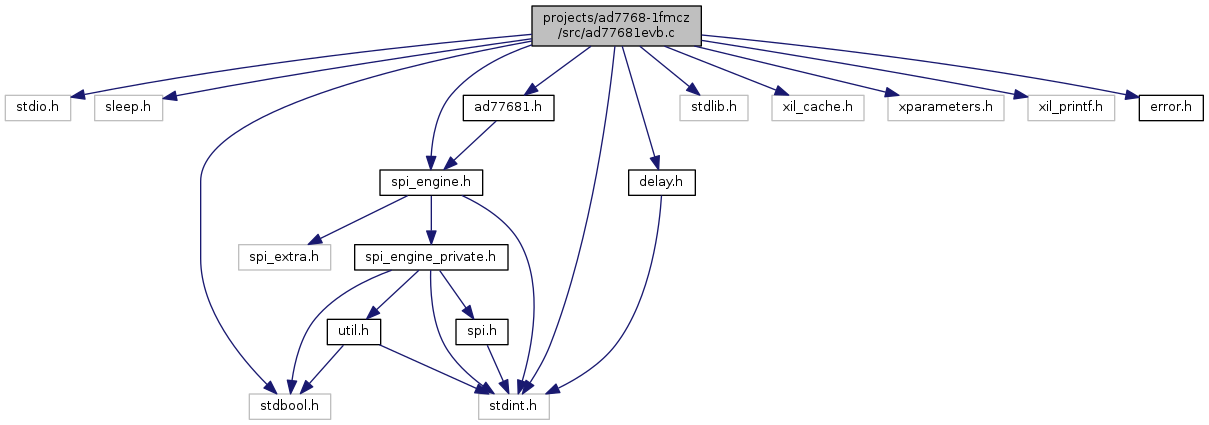 projects/ad7768-1fmcz
/src/ad77681evb.c
stdio.h
sleep.h
ad77681.h
stdlib.h
xil_cache.h
xparameters.h
xil_printf.h
error.h
spi_engine.h
delay.h
spi_extra.h
spi_engine_private.h
util.h
spi.h
stdbool.h
stdint.h